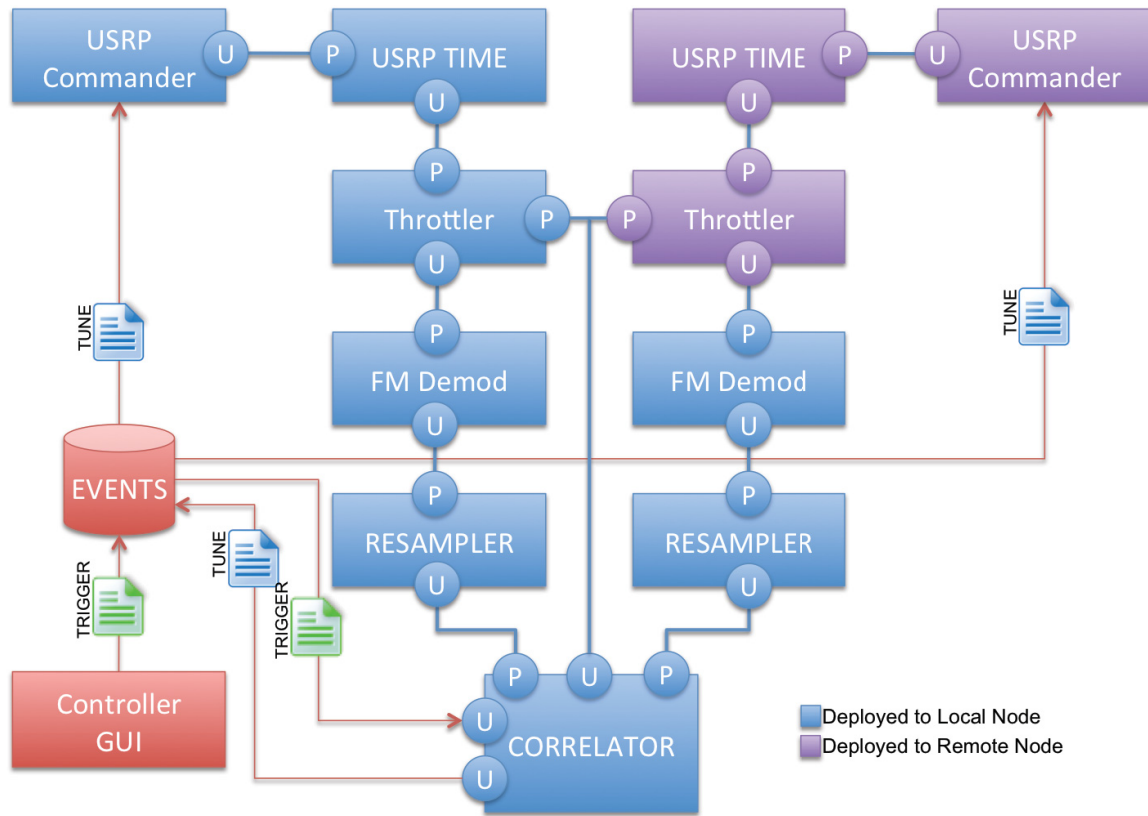 USRP
Commander
U
P
USRP TIME
U
USRP TIME
P
U
U
USRP
Commander
P
Throttler
P
U
P
P
Throttler
U
TUNE
TUNE
P
FM Demod
U
P
FM Demod
U
EVENTS
P
RESAMPLER
U
P
RESAMPLER
U
TUNE
TRIGGER
TRIGGER
Controller
GUI
P
U
P
U
CORRELATOR
U
Deployed to Local Node
Deployed to Remote Node